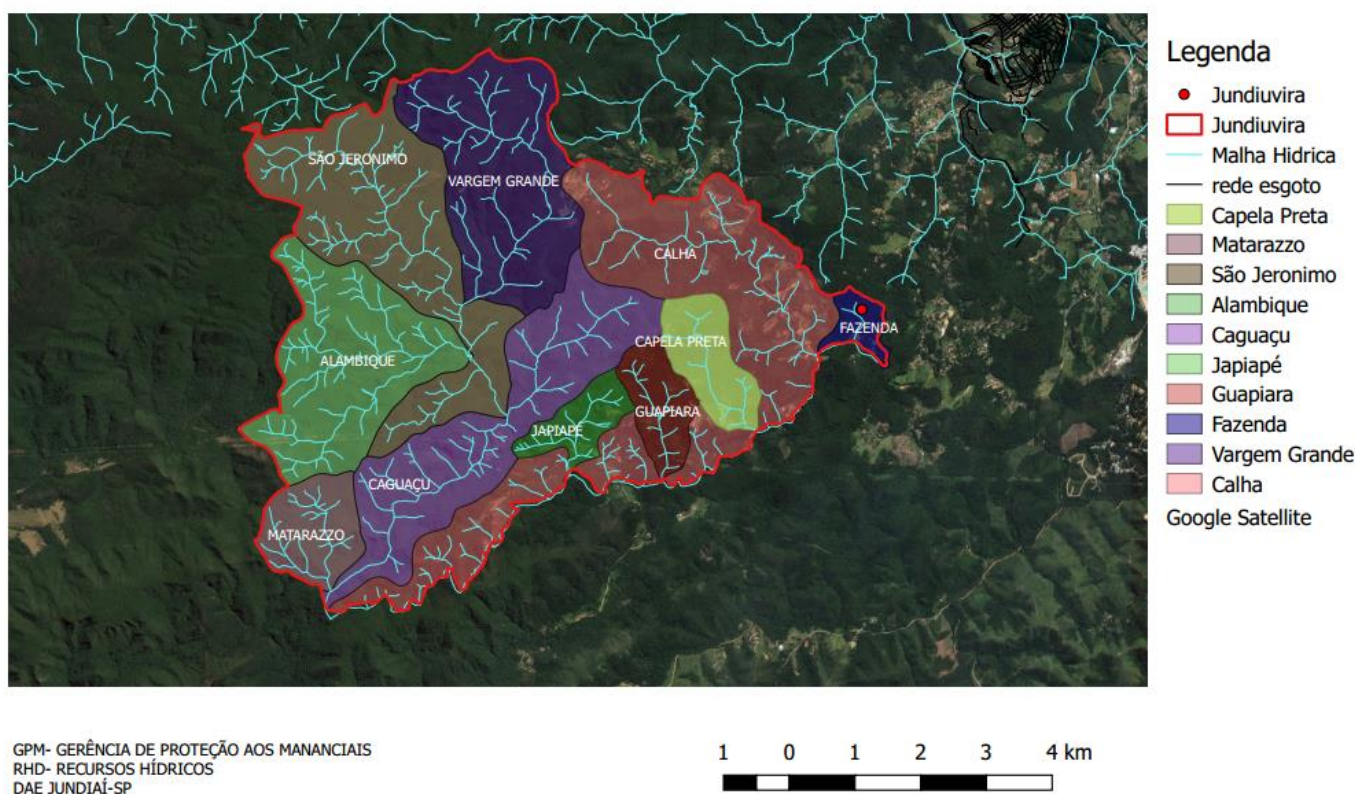 SÃO JERONIMO
VARGEM GRANDE
CALHA
FAZENDA
CAPELA PRETA
ALAMBIQUE
GUAPIARA
JAPIAPÉ
CAGUAÇU
MATARAZZO
Legenda
Jundiuvira
Jundiuvira
Malha Hidrica
rede esgoto
Capela Preta
Matarazzo
São Jeronimo
Alambique
Caguaçu
Japiapé
Guapiara
Fazenda
Vargem Grande
Calha
Google Satellite
GPM- GERÊNCIA DE PROTEÇÃO AOS MANANCIAIS
RHD- RECURSOS HÍDRICOS
DAE JUNDIAÍ-SP
1 0 1 2 3 4 km